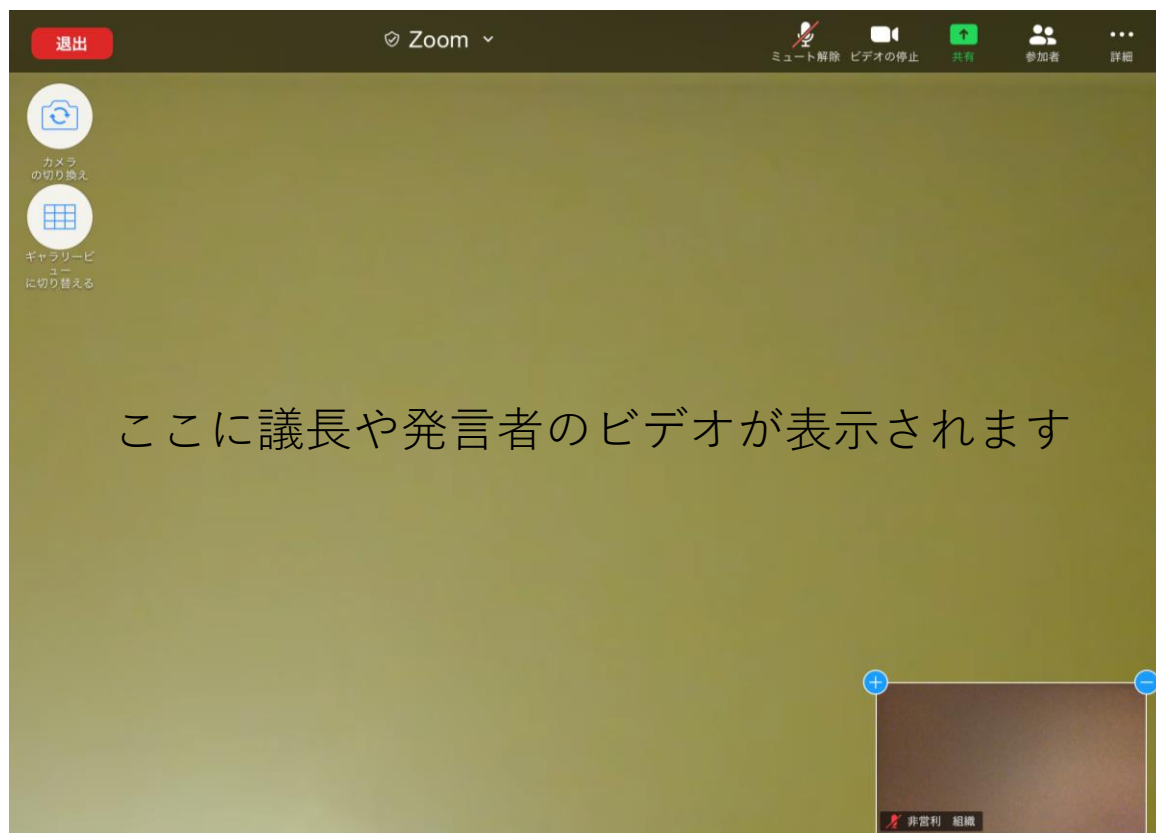 退出
Zoom
ミュート解除 ビデオの停止 共有 参加者 詳細
カメラ
の切り換え
ギャラリービ
ュー
に切り替える
ここに議長や発言者のビデオが表示されます
非営利 組織